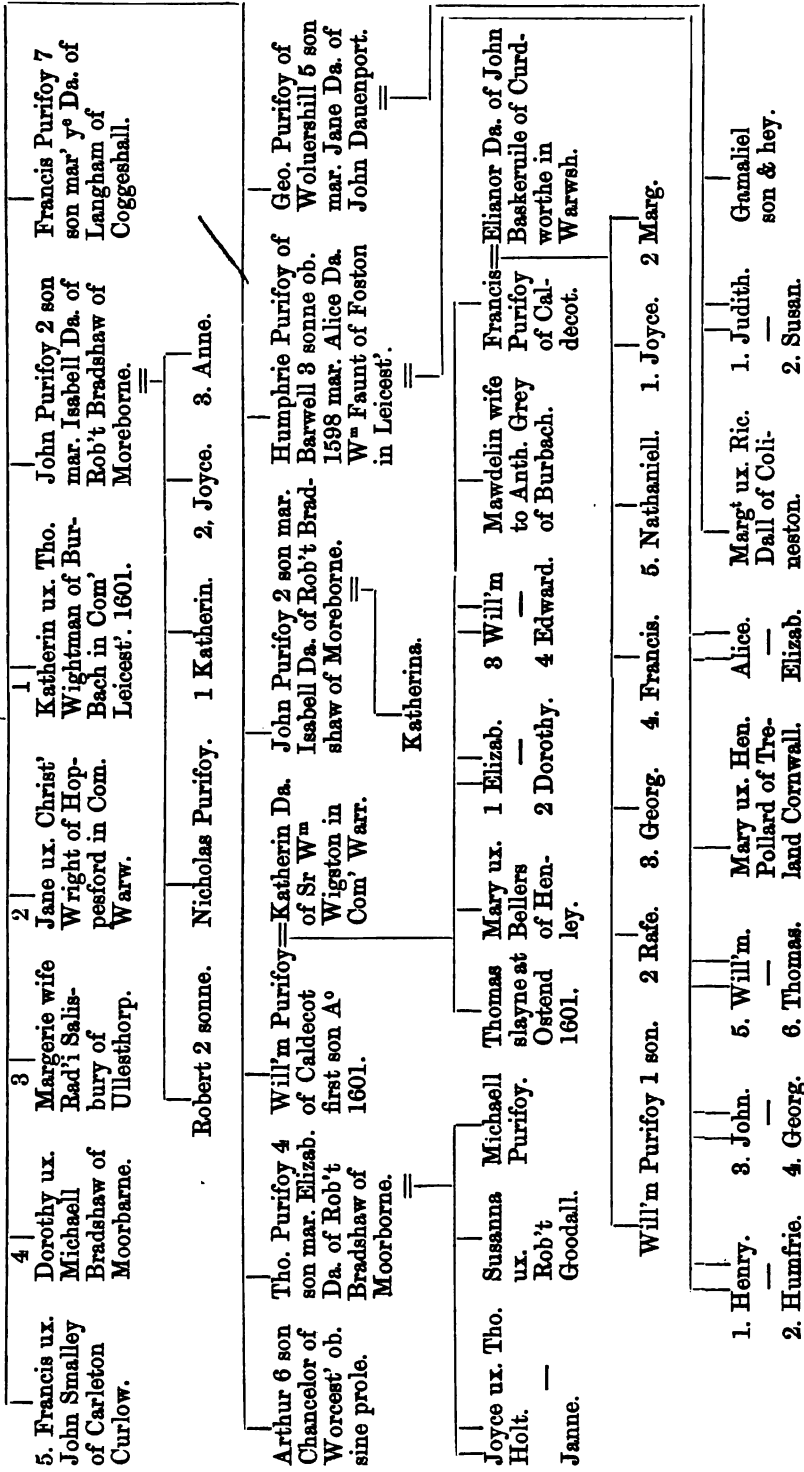 5. Francis ux.
John Smalley
of Carleton
Curlow.
4
Dorothy ux.
Michaell
Bradshaw of
Moorbarne.
3
Margerie wife
Rad'i Salis-
bury of
Ullesthorp.
2
Jane ux. Christ'
Wright of Hop-
pesford in Com.
Warw.
1
Katherin ux. Tho.
Wightman of Bur-
Bach in Com'
Leicest'. 1601.
John Purifoy 2 son
mar. Isabell Da. of
Rob't Bradshaw of
Moreborne.
Francis Purifoy 7
son mar' yᵉ Da. of
Langham of
Coggeshall.
Robert 2 sonne.
Nicholas Purifoy.
1 Katherin.
2, Joyce.
3. Anne.
Arthur 6 son
Chancelor of
Worcest' ob.
sine prole.
Tho. Purifoy 4
son mar. Elizab.
Da. of Rob't
Bradshaw of
Moorborne.
Will'm Purifoy=Katherin Da.
of Caldecot of Sr Wᵐ
first son Aº Wigston in
1601. Com' Warr.
John Purifoy 2 son mar.
Isabell Da. of Rob't Brad-
shaw of Moreborne.
Humphrie Purifoy of
Barwell 3 sonne ob.
1598 mar. Alice Da.
Wᵐ Faunt of Foston
in Leicest'.
Geo. Purifoy of
Woluershill 5 son
mar. Jane Da. of
John Dauenport.
Katherina.
Joyce ux. Tho.
Holt.
—
Janne.
Susanna
ux.
Rob't
Goodall.
Michaell
Purifoy.
Thomas
slayne at
Ostend
1601.
Mary ux.
Bellers
of Hen-
ley.
1 Elizab.
—
2 Dorothy.
3 Will'm
—
4 Edward.
Mawdelin wife
to Anth. Grey
of Burbach.
Francis=Elianor Da. of John
Purifoy Baskeruile of Curd-
of Cal- worthe in
decot. Warwsh.
Will'm Purifoy 1 son.
2 Rafe.
3. Georg.
4. Francis.
5. Nathaniell.
1. Joyce.
2 Marg.
1. Henry.
—
2. Humfrie.
3. John.
—
4. Georg.
5. Will'm.
—
6. Thomas.
Mary ux. Hen.
Pollard of Tre-
land Cornwall.
Alice.
—
Elizab.
Margᵗ ux. Ric.
Dall of Coli-
neston.
1. Judith.
—
2. Susan.
Gamaliel
son & hey.